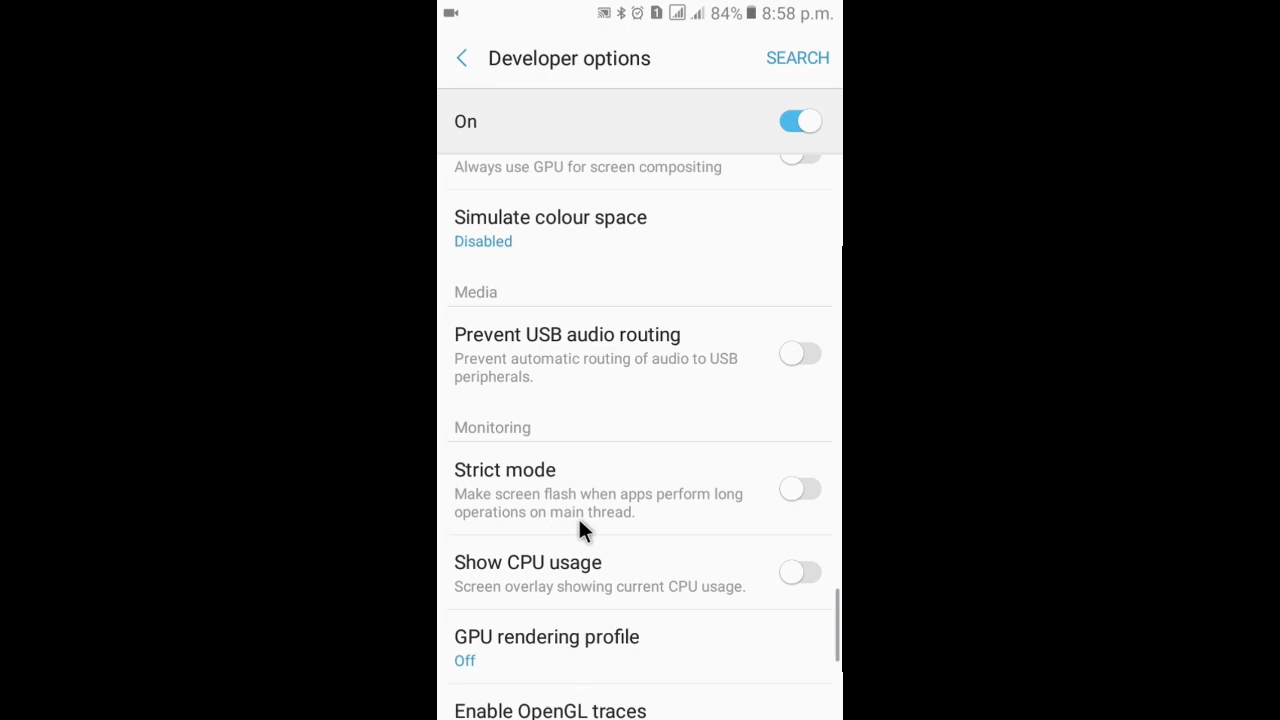 84% 8:58 p.m.
Developer options SEARCH
On
Always use GPU for screen compositing
Simulate colour space
Disabled
Media
Prevent USB audio routing
Prevent automatic routing of audio to USB
peripherals.
Monitoring
Strict mode
Make screen flash when apps perform long
operations on main thread.
Show CPU usage
Screen overlay showing current CPU usage.
GPU rendering profile
Off
Enable OpenGL traces